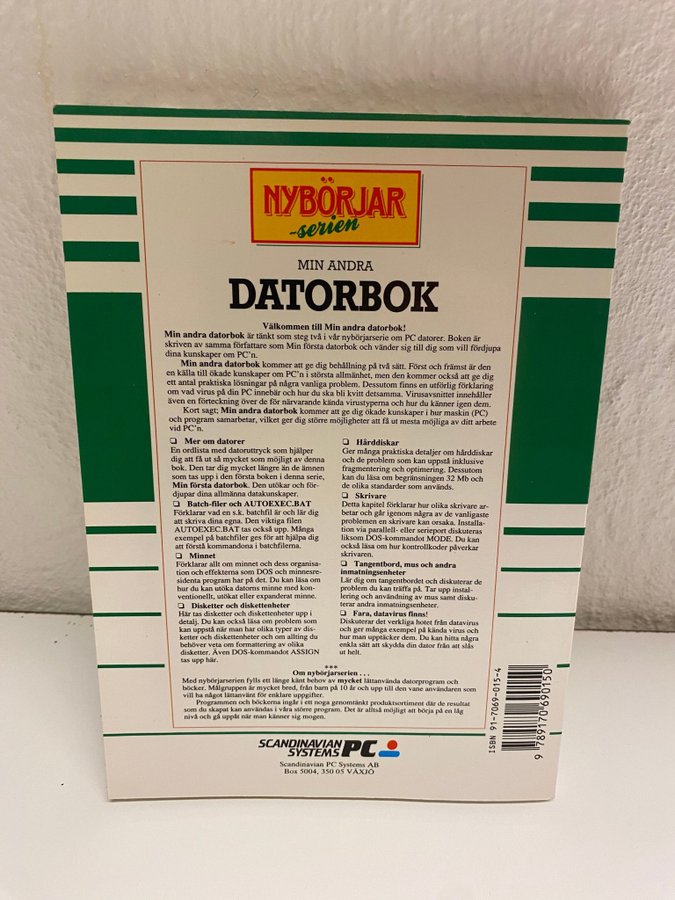 NYBÖRJAR
-serien
MIN ANDRA
DATORBOK
Välkommen till Min andra datorbok!
Min andra datorbok är tänkt som steg två i vår nybörjarserie om PC datorer. Boken är
skriven av samma författare som Min första datorbok och vänder sig till dig som vill fördjupa
dina kunskaper om PC'n.
Min andra datorbok kommer att ge dig behållning på två sätt. Först och främst är den
en källa till ökade kunskaper om PC'n i största allmänhet, men den kommer också att ge dig
ett antal praktiska lösningar på några vanliga problem. Dessutom finns en utförlig förklaring
om vad virus på din PC innebär och hur du ska bli kvitt detsamma. Virusavsnittet innehåller
även en förteckning över de för närvarande kända virustyperna och hur du känner igen dem.
Kort sagt; Min andra datorbok kommer att ge dig ökade kunskaper i hur maskin (PC)
och program samarbetar, vilket ger dig större möjligheter att få ut mesta möjliga av ditt arbete
vid PC'n.
❏ Mer om datorer
En ordlista med datoruttryck som hjälper
dig att få ut så mycket som möjligt av denna
bok. Den tar dig mycket längre än de ämnen
som tas upp i den första boken i denna serie,
Min första datorbok. Den utökar och för-
djupar dina allmänna datakunskaper.
❏ Batch-filer och AUTOEXEC.BAT
Förklarar vad en s.k. batchfil är och lär dig
att skriva dina egna. Den viktiga filen
AUTOEXEC.BAT tas också upp. Många
exempel på batchfiler ges för att hjälpa dig
att förstå kommandona i batchfilerna.
❏ Minnet
Förklarar allt om minnet och dess organisa-
tion och effekterna som DOS och minnesre-
sidenta program har på det. Du kan läsa om
hur du kan utöka datorns minne med kon-
ventionellt, utökat eller expanderat minne.
❏ Disketter och diskettenheter
Här tas disketter och diskettenheter upp i
detalj. Du kan också läsa om problem som
kan uppstå när man har olika typer av dis-
ketter och diskettenheter och om allting du
behöver veta om formattering av olika
disketter. Även DOS-kommandot ASSIGN
tas upp här.
❏ Hårddiskar
Ger många praktiska detaljer om hårddiskar
och de problem som kan uppstå inklusive
fragmentering och optimering. Dessutom
kan du läsa om begränsningen 32 Mb och
de olika standarder som används.
❏ Skrivare
Detta kapitel förklarar hur olika skrivare ar-
betar och går igenom några av de vanligaste
problemen en skrivare kan orsaka. Installa-
tion via parallell- eller serieport diskuteras
liksom DOS-kommandot MODE. Du kan
också läsa om hur kontrollkoder påverkar
skrivaren.
❏ Tangentbord, mus och andra
inmatningsenheter
Lär dig om tangentbordet och diskuterar de
problem du kan träffa på. Tar upp instal-
lering och användning av mus samt disku-
terar andra inmatningsenheter.
❏ Fara, datavirus finns!
Diskuterar det verkliga hotet från datavirus
och ger många exempel på kända virus och
hur man upptäcker dem. Du kan hitta några
enkla sätt att skydda din dator från att slås
ut helt.
***
Om nybörjarserien . . .
Med nybörjarserien fylls ett länge känt behov av mycket lättanvända datorprogram och
böcker. Målgruppen är mycket bred, från barn på 10 år och upp till den vane användaren som
vill ha något lättanvänt för enklare uppgifter.
Programmen och böckerna ingår i ett noga genomtänkt produktsortiment där de resultat
som du skapat kan användas i våra större program. Det är alltså möjligt att börja på en låg
nivå och gå uppåt när man känner sig mogen.
SCANDINAVIAN
SYSTEMS PC
Scandinavian PC Systems AB
Box 5004, 350 05 VÄXJÖ
ISBN 91-7069-015-4
9 789170 690150